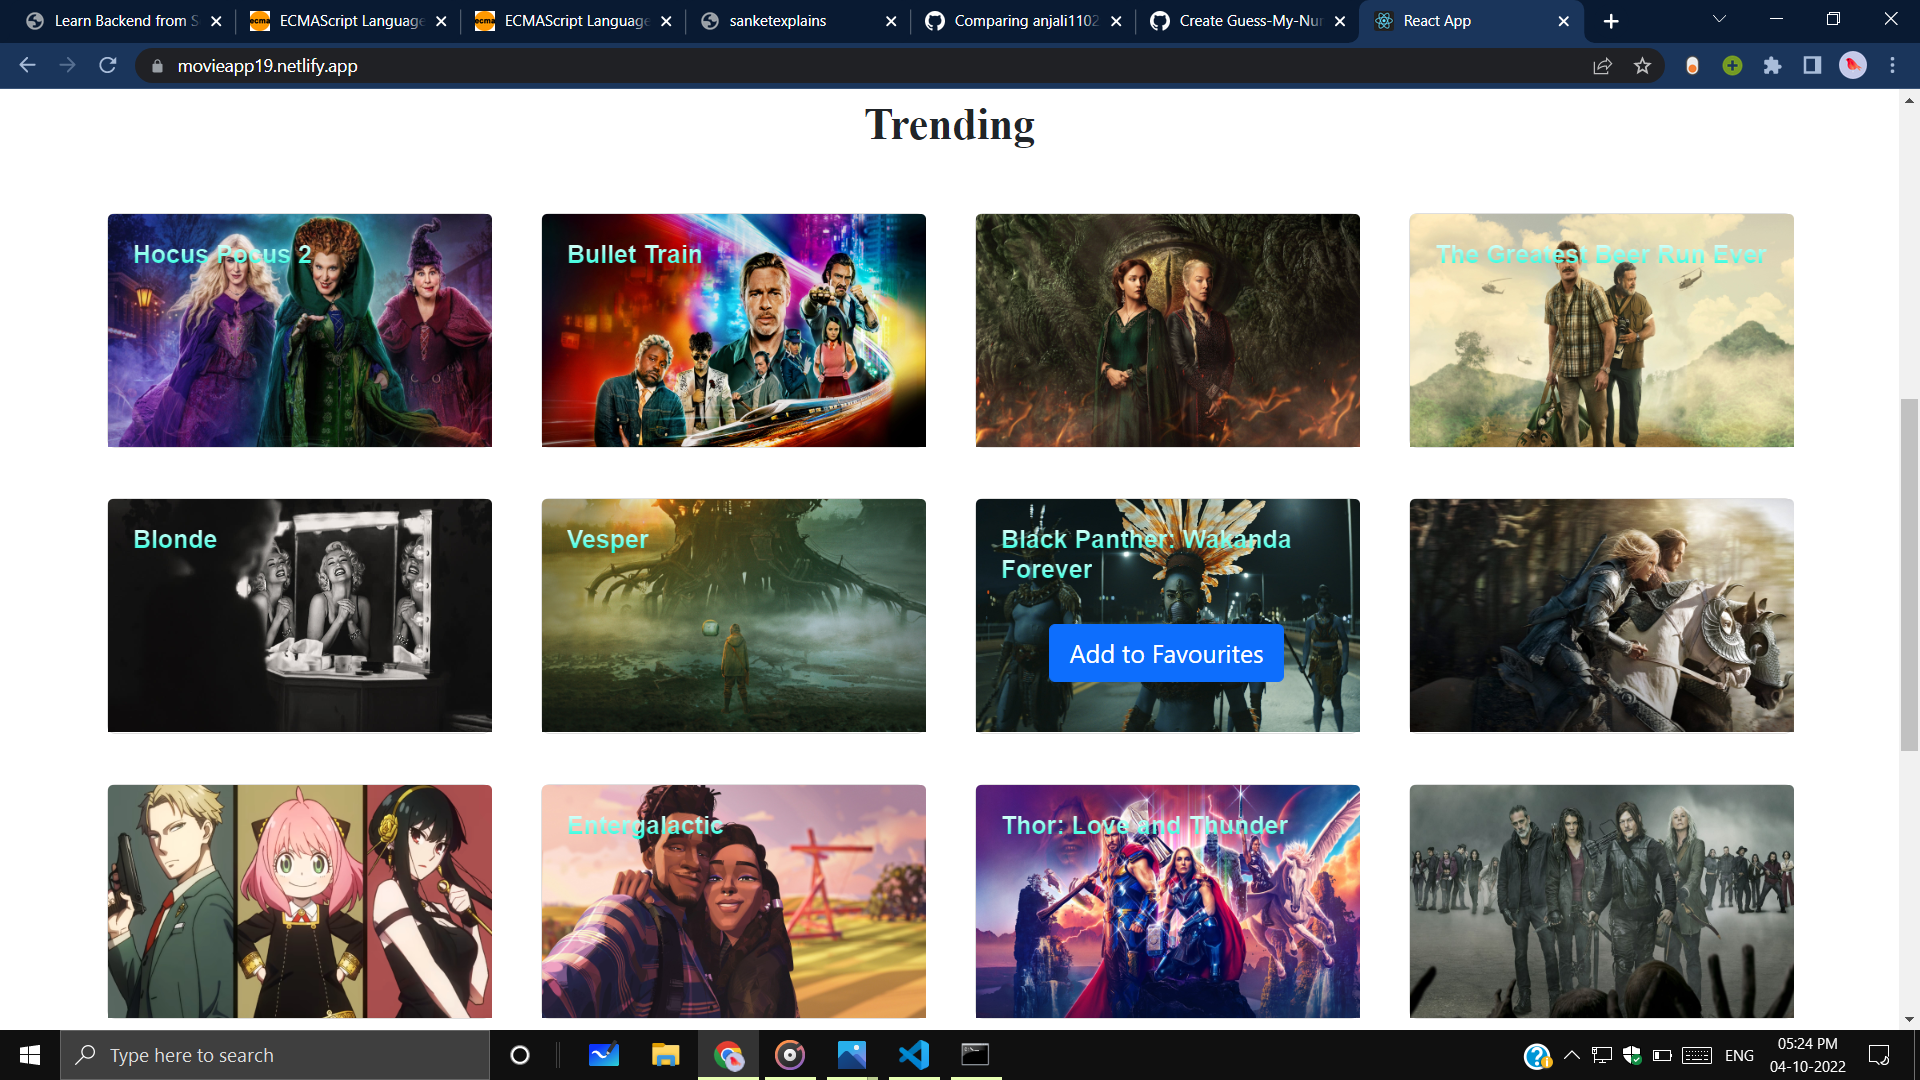 Learn Backend from S
ECMAScript Language
ECMAScript Language
sanketexplains
Comparing anjali1102
Create Guess-My-Nu
React App
movieapp19.netlify.app
Trending
Hocus Pocus 2
Bullet Train
The Greatest Beer Run Ever
Blonde
Vesper
Black Panther: Wakanda
Forever
Add to Favourites
Entergalactic
Thor: Love and Thunder
Type here to search
ENG
05:24 PM
04-10-2022